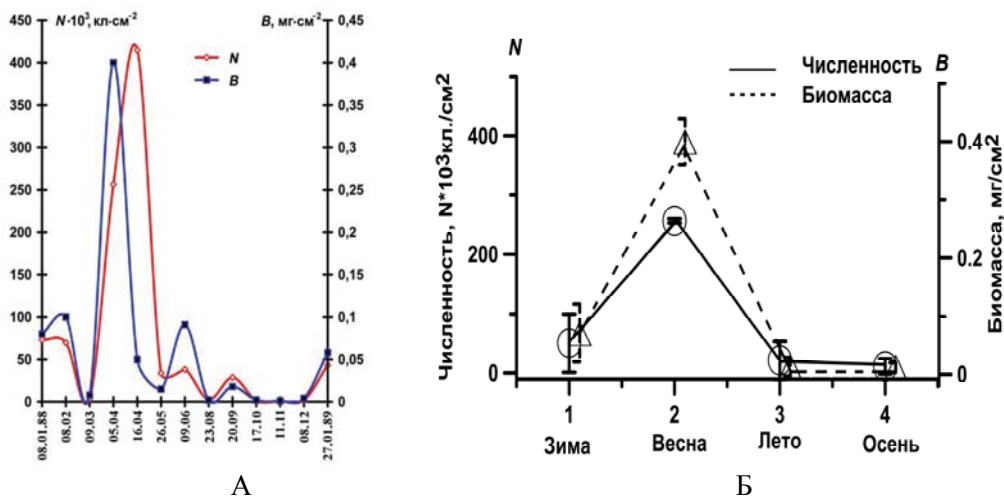 N·10³, кл·см⁻²
B, мг·см⁻²
450
400
350
300
250
200
150
100
50
0
N
B
0,45
0,4
0,35
0,3
0,25
0,2
0,15
0,1
0,05
0
08.01.88
08.02
09.03
05.04
16.04
26.05
09.06
23.08
20.09
17.10
11.11
08.12
27.01.89
А
N
Численность
B
Биомасса
Численность, N*10³кл./см²
400
200
0
0,4
0,2
0
Биомасса, мг/см²
1
2
3
4
Зима
Весна
Лето
Осень
Б